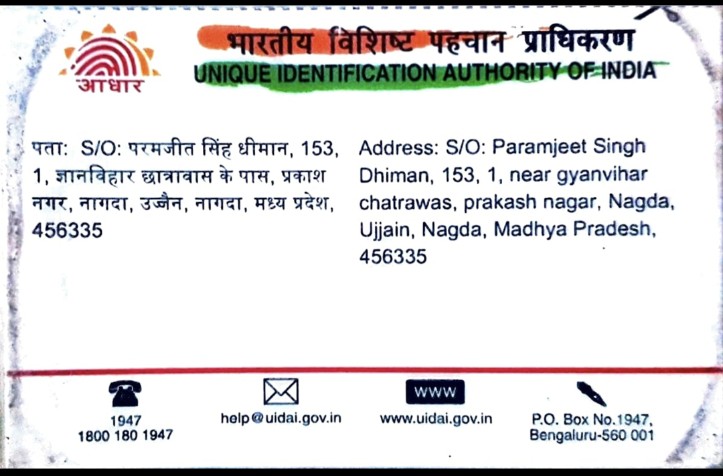 भारतीय विशिष्ट पहचान प्राधिकरण
UNIQUE IDENTIFICATION AUTHORITY OF INDIA
आधार
पता: S/O: परमजीत सिंह धीमान, 153,
1, ज्ञानविहार छात्रावास के पास, प्रकाश
नगर, नागदा, उज्जैन, नागदा, मध्य प्रदेश,
456335
Address: S/O: Paramjeet Singh
Dhiman, 153, 1, near gyanvihar
chatrawas, prakash nagar, Nagda,
Ujjain, Nagda, Madhya Pradesh,
456335
1947
1800 180 1947
help@uidai.gov.in
WWW
www.uidai.gov.in
P.O. Box No.1947,
Bengaluru-560 001